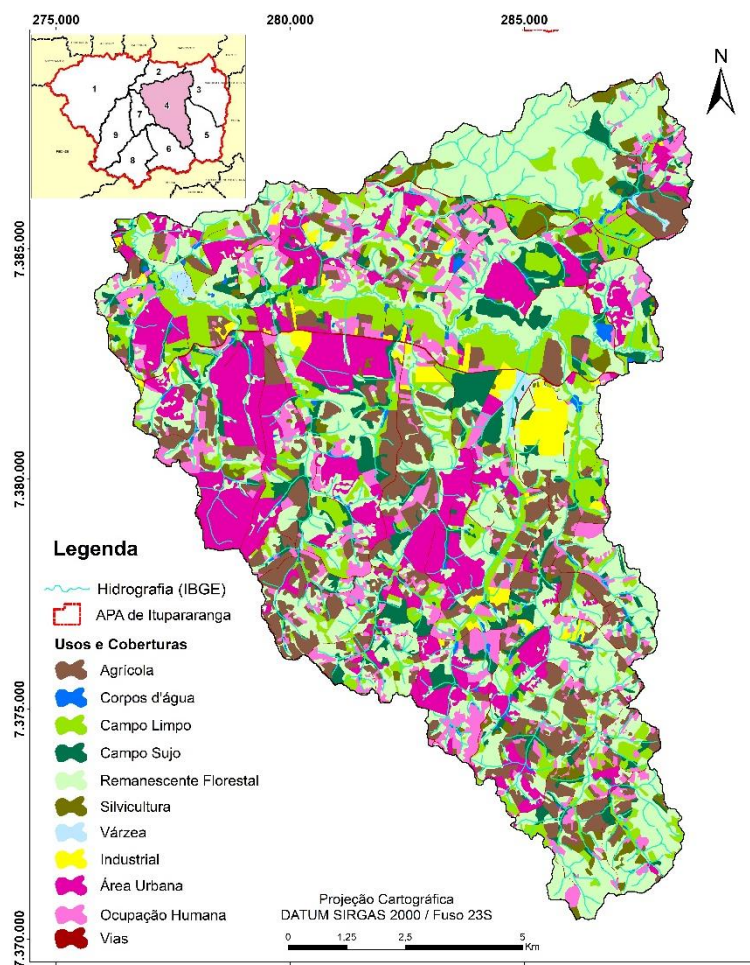 275.000 280.000 285.000
N
1
2
3
4
5
6
7
8
9
7.385.000
7.380.000
7.375.000
7.370.000
Legenda
Hidrografia (IBGE)
APA de Itupararanga
Usos e Coberturas
Agrícola
Corpos d'água
Campo Limpo
Campo Sujo
Remanescente Florestal
Silvicultura
Várzea
Industrial
Área Urbana
Ocupação Humana
Vias
Projeção Cartográfica
DATUM SIRGAS 2000 / Fuso 23S
0 1,25 2,5 5
Km